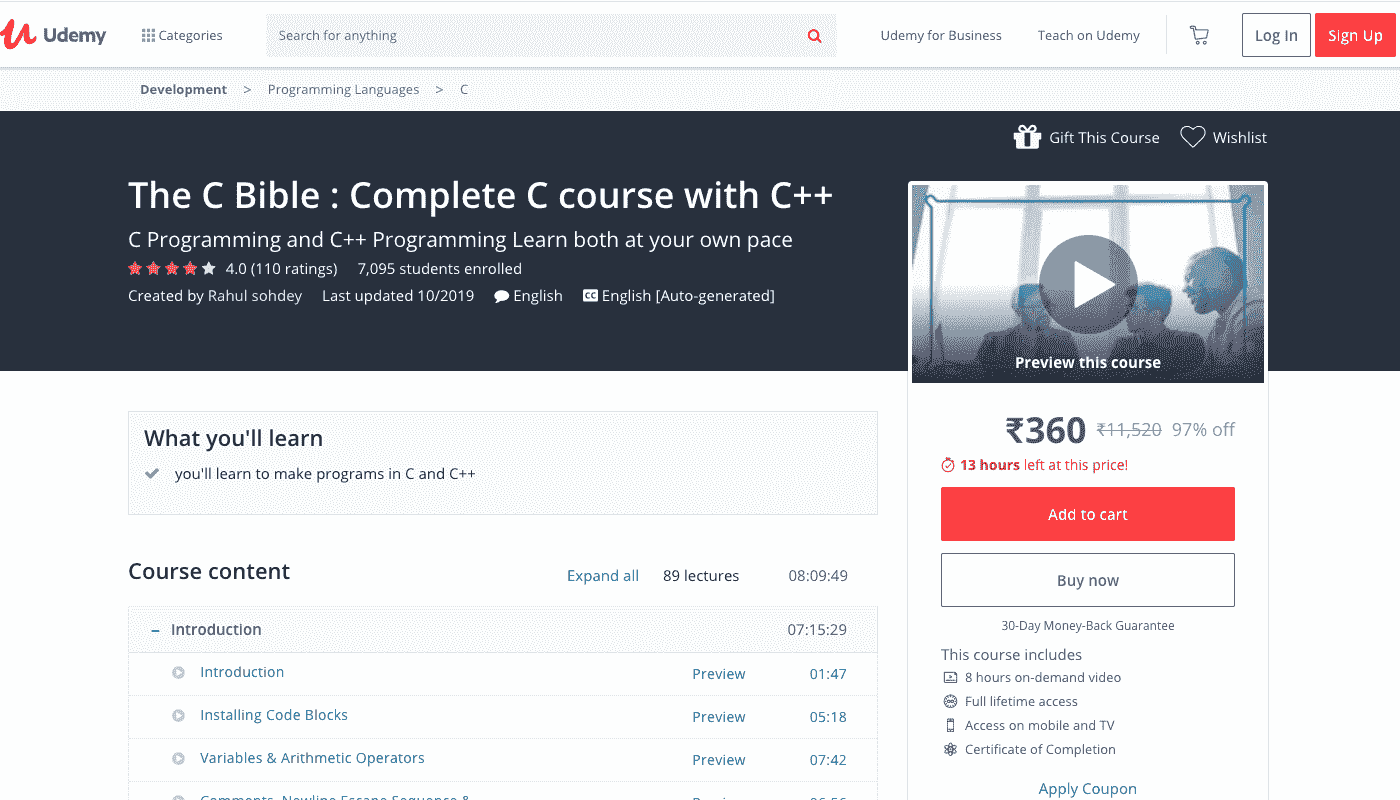 Udemy
Categories
Search for anything
Udemy for Business
Teach on Udemy
Log In
Sign Up
Development > Programming Languages > C
Gift This Course
Wishlist
The C Bible : Complete C course with C++
C Programming and C++ Programming Learn both at your own pace
4.0 (110 ratings) 7,095 students enrolled
Created by Rahul sohdey Last updated 10/2019 English CC English [Auto-generated]
Preview this course
₹360 ₹11,520 97% off
13 hours left at this price!
Add to cart
Buy now
30-Day Money-Back Guarantee
This course includes
8 hours on-demand video
Full lifetime access
Access on mobile and TV
Certificate of Completion
Apply Coupon
What you'll learn
you'll learn to make programs in C and C++
Course content
Expand all 89 lectures 08:09:49
– Introduction 07:15:29
Introduction Preview 01:47
Installing Code Blocks Preview 05:18
Variables & Arithmetic Operators Preview 07:42
Comments, Newline Escape Sequence &